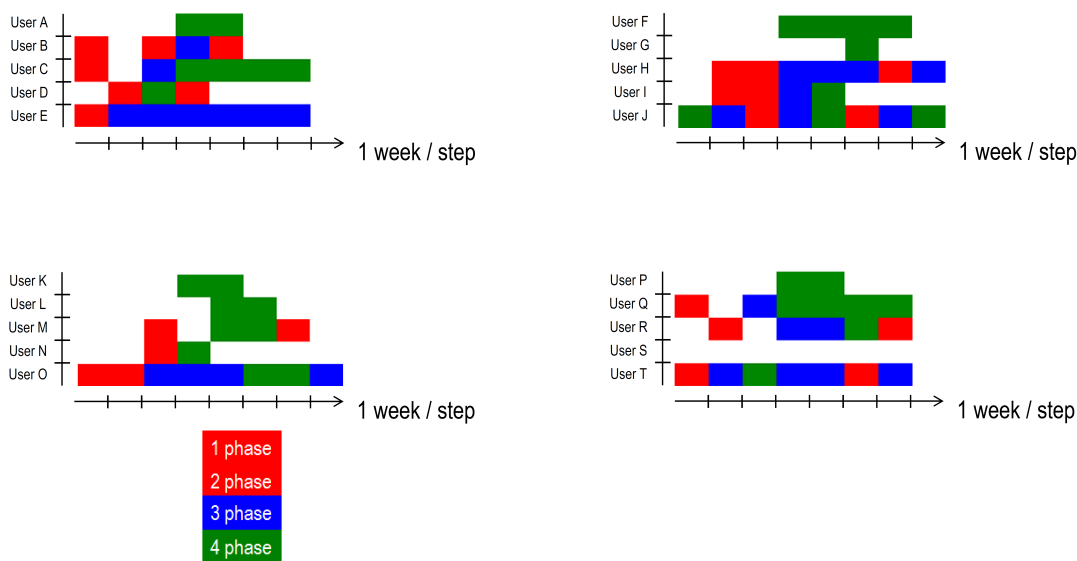 User A
User B
User C
User D
User E
1 week / step
User F
User G
User H
User I
User J
1 week / step
User K
User L
User M
User N
User O
1 week / step
User P
User Q
User R
User S
User T
1 week / step
1 phase
2 phase
3 phase
4 phase